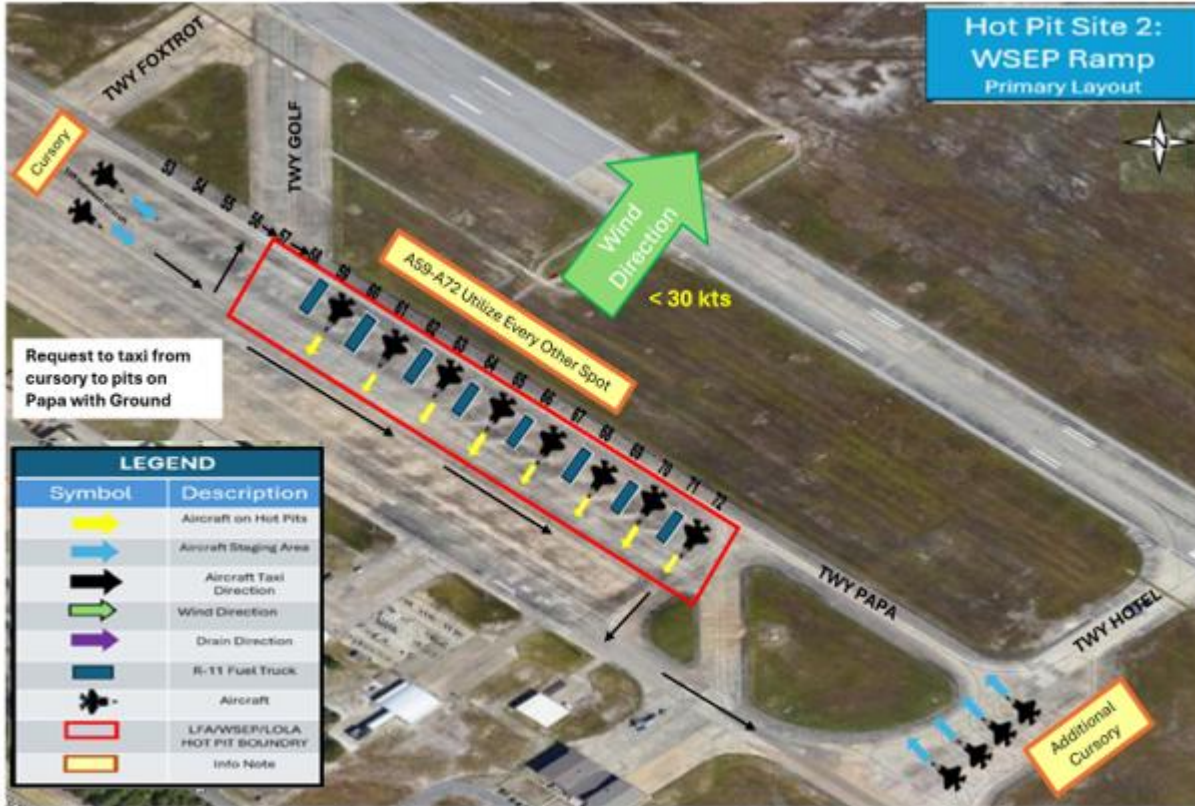 Hot Pit Site 2:
WSEP Ramp
Primary Layout
TWY FOXTROT
TWY GOLF
Cursory
N
53
54
55
56
57
58
59
60
61
62
63
64
65
66
67
68
69
70
71
72
Wind
Direction
< 30 kts
A59-A72 Utilize Every Other Spot
Request to taxi from
cursory to pits on
Papa with Ground
LEGEND
Symbol Description
Aircraft on Hot Pits
Aircraft Staging Area
Aircraft Taxi
Direction
Wind Direction
Drain Direction
R-11 Fuel Truck
Aircraft
LFA/WSEP/LOLA
HOT PIT BOUNDRY
Info Note
TWY PAPA
TWY HOTEL
Additional
Cursory